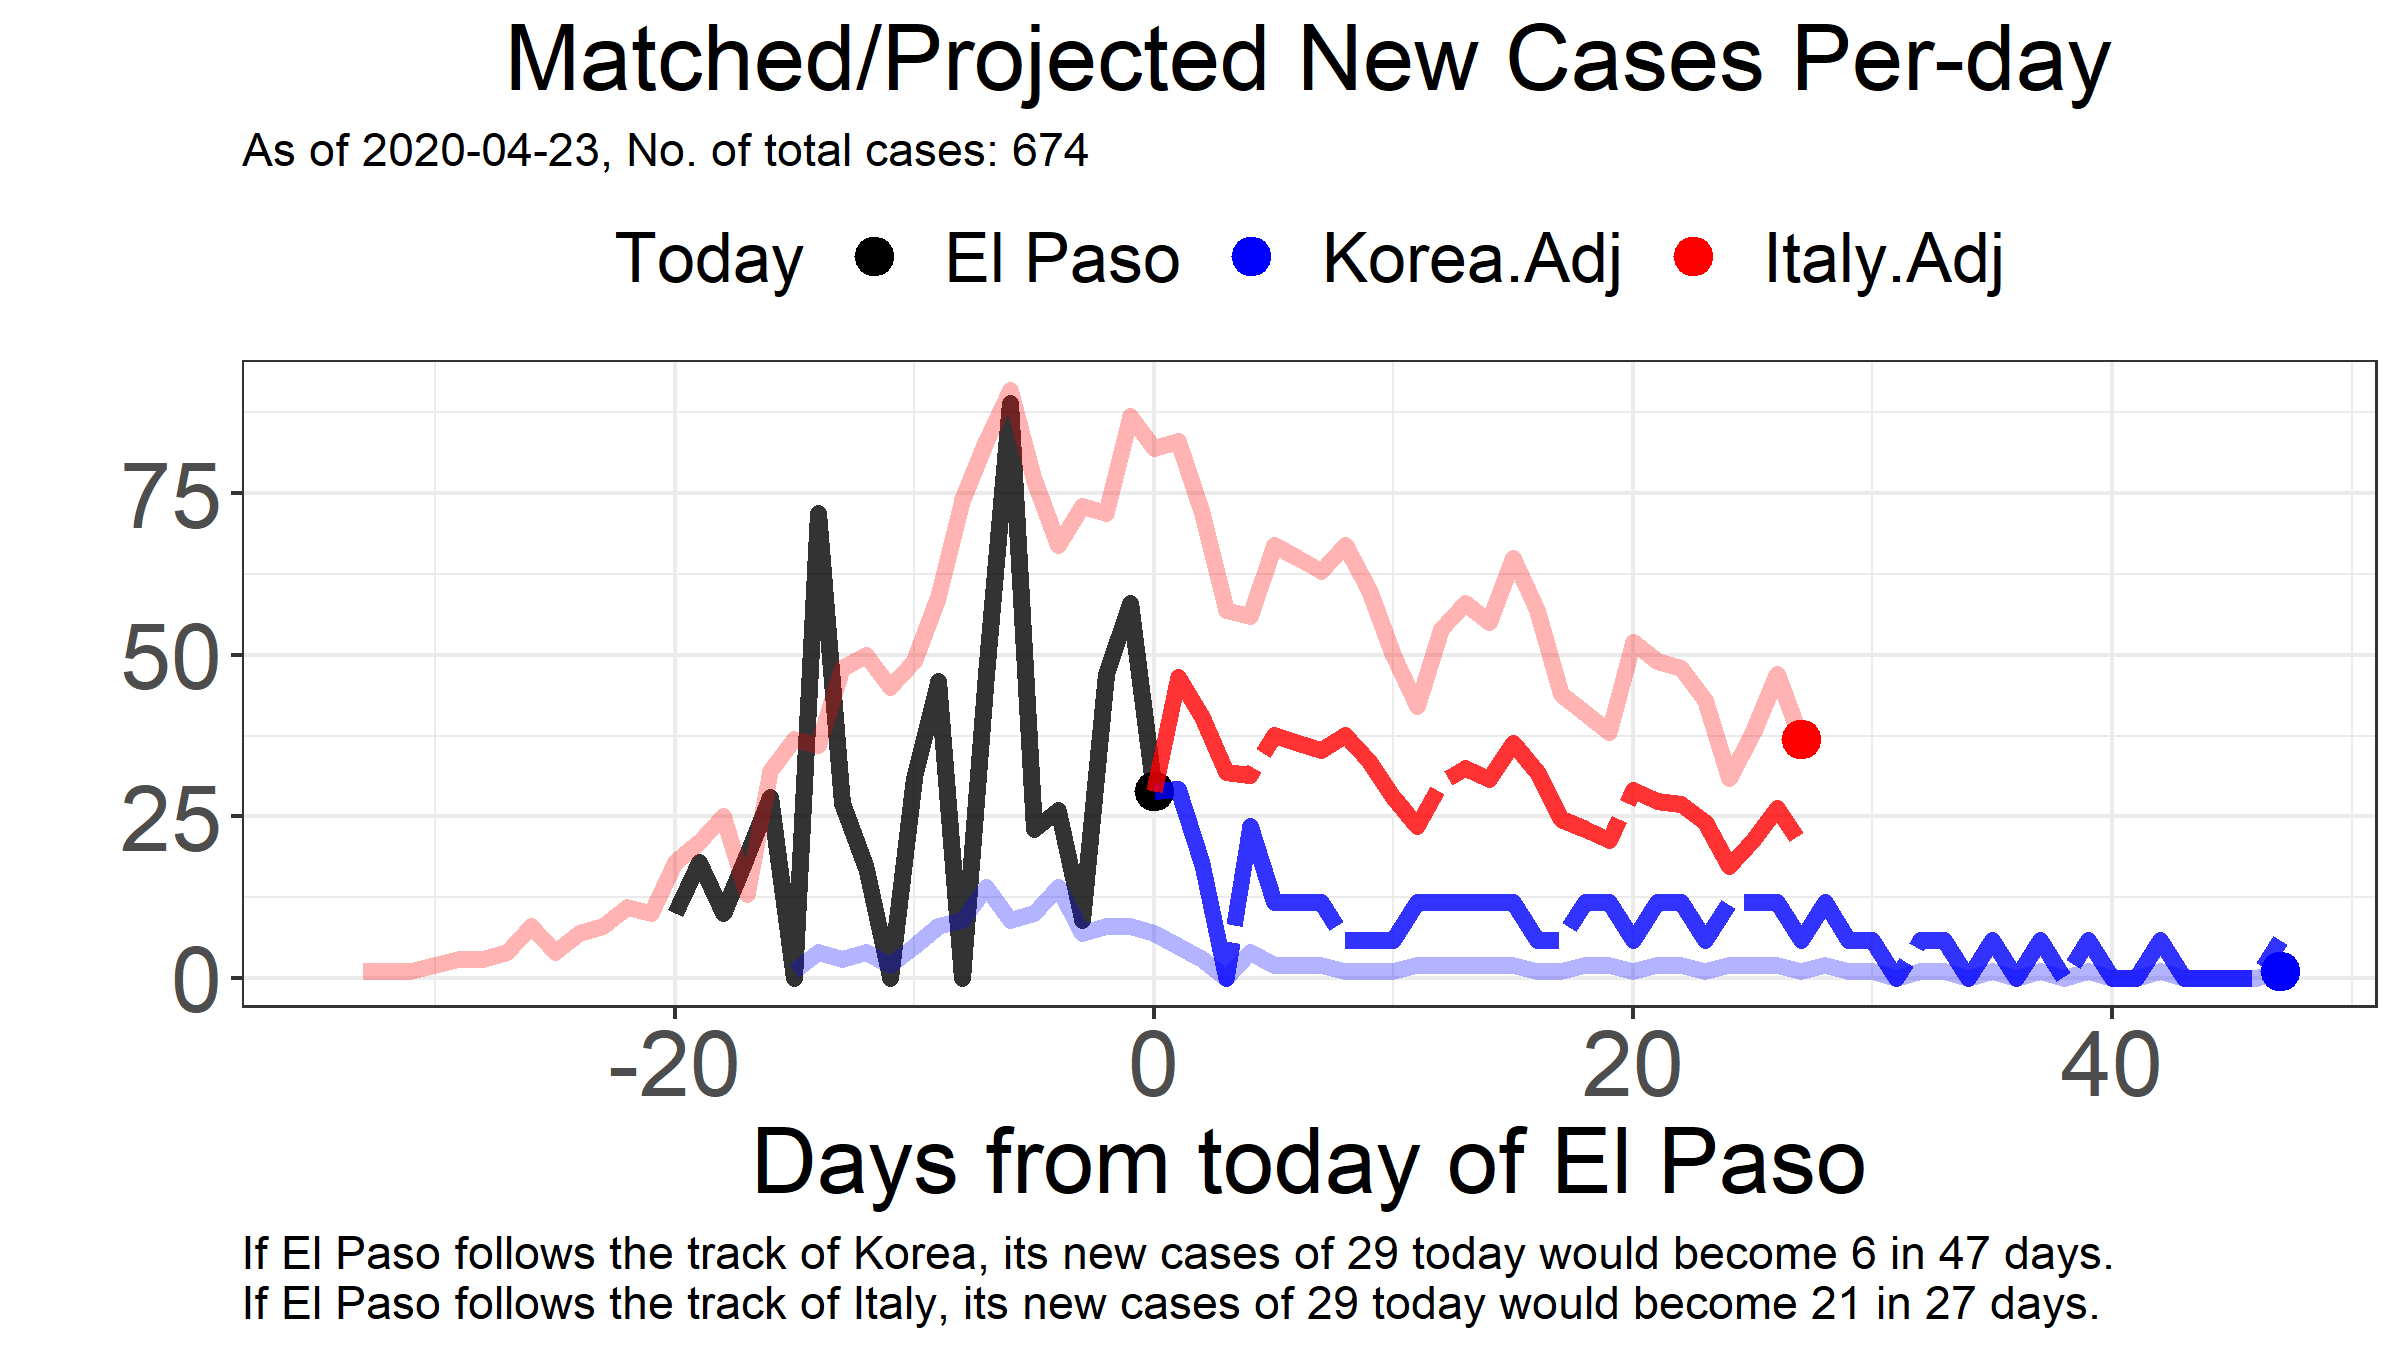 Matched/Projected New Cases Per-day
As of 2020-04-23, No. of total cases: 674
Today El Paso Korea.Adj Italy.Adj
75
50
25
0
-20 0 20 40
Days from today of El Paso
If El Paso follows the track of Korea, its new cases of 29 today would become 6 in 47 days.
If El Paso follows the track of Italy, its new cases of 29 today would become 21 in 27 days.